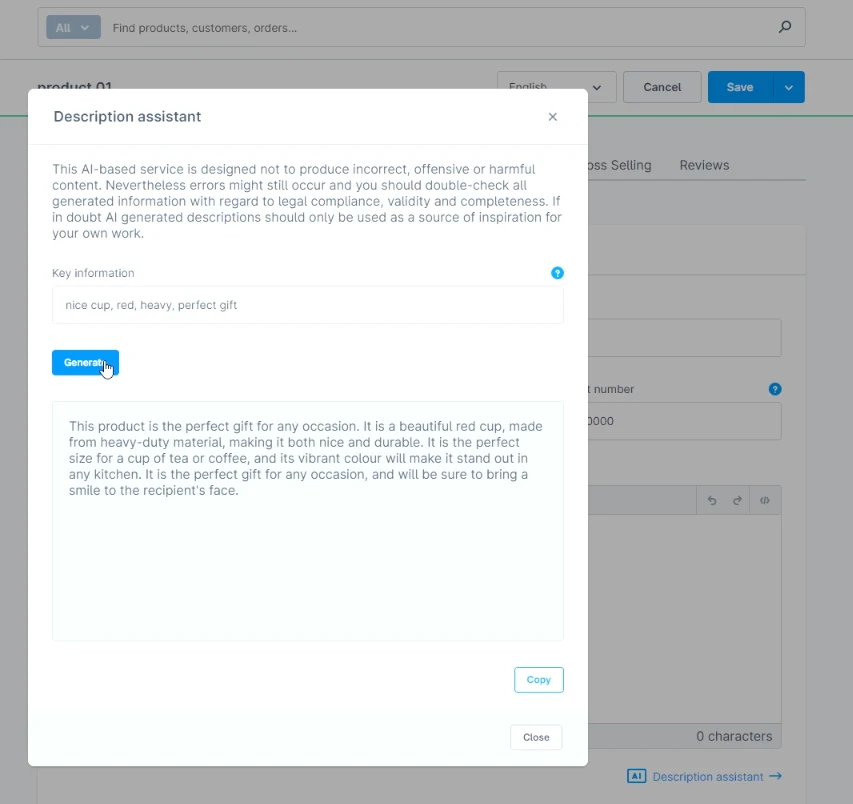 All
Find products, customers, orders...
product 01
English
Cancel
Save
Description assistant
oss Selling
Reviews
This AI-based service is designed not to produce incorrect, offensive or harmful
content. Nevertheless errors might still occur and you should double-check all
generated information with regard to legal compliance, validity and completeness. If
in doubt AI generated descriptions should only be used as a source of inspiration for
your own work.
Key information
?
nice cup, red, heavy, perfect gift
Generate
t number
?
0000
This product is the perfect gift for any occasion. It is a beautiful red cup, made
from heavy-duty material, making it both nice and durable. It is the perfect
size for a cup of tea or coffee, and its vibrant colour will make it stand out in
any kitchen. It is the perfect gift for any occasion, and will be sure to bring a
smile to the recipient's face.
Copy
Close
0 characters
AI Description assistant